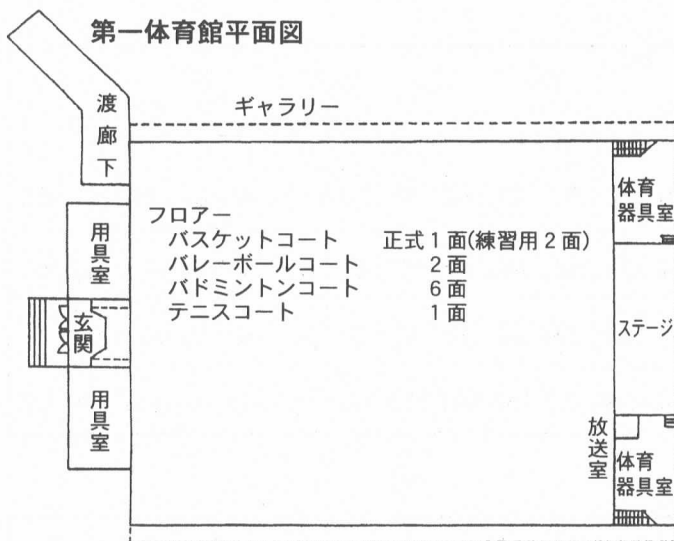 第一体育館平面図
渡廊下
ギャラリー
体育
器具室
用具室
フロアー
バスケットコート 正式1面(練習用2面)
バレーボールコート 2面
バドミントンコート 6面
テニスコート 1面
玄関
ステージ
用具室
放送室
体育
器具室